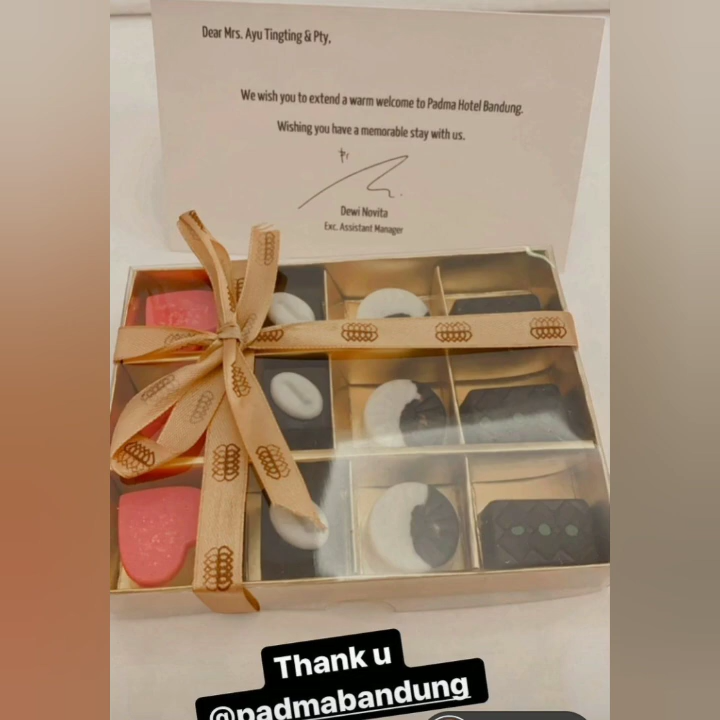 Dear Mrs. Ayu Tingting & Pty,
We wish you to extend a warm welcome to Padma Hotel Bandung.
Wishing you have a memorable stay with us.
Dewi Novita
Exc. Assistant Manager
Thank u
@padmabandung